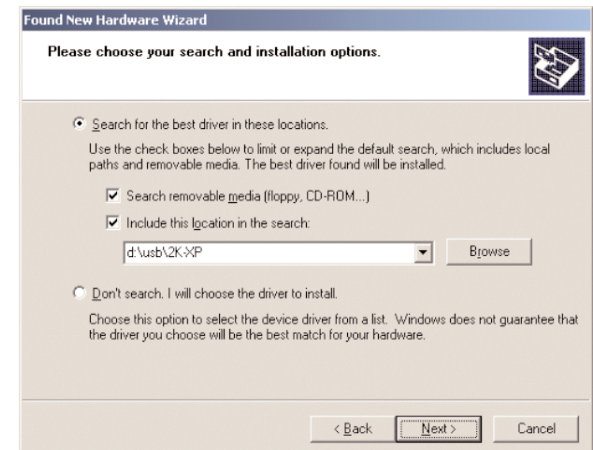 Found New Hardware Wizard
Please choose your search and installation options.
Search for the best driver in these locations.
Use the check boxes below to limit or expand the default search, which includes local
paths and removable media. The best driver found will be installed.
Search removable media (floppy, CD-ROM...)
Include this location in the search:
d:\usb\2K-XP
Browse
Don't search. I will choose the driver to install.
Choose this option to select the device driver from a list. Windows does not guarantee that
the driver you choose will be the best match for your hardware.
< Back Next > Cancel